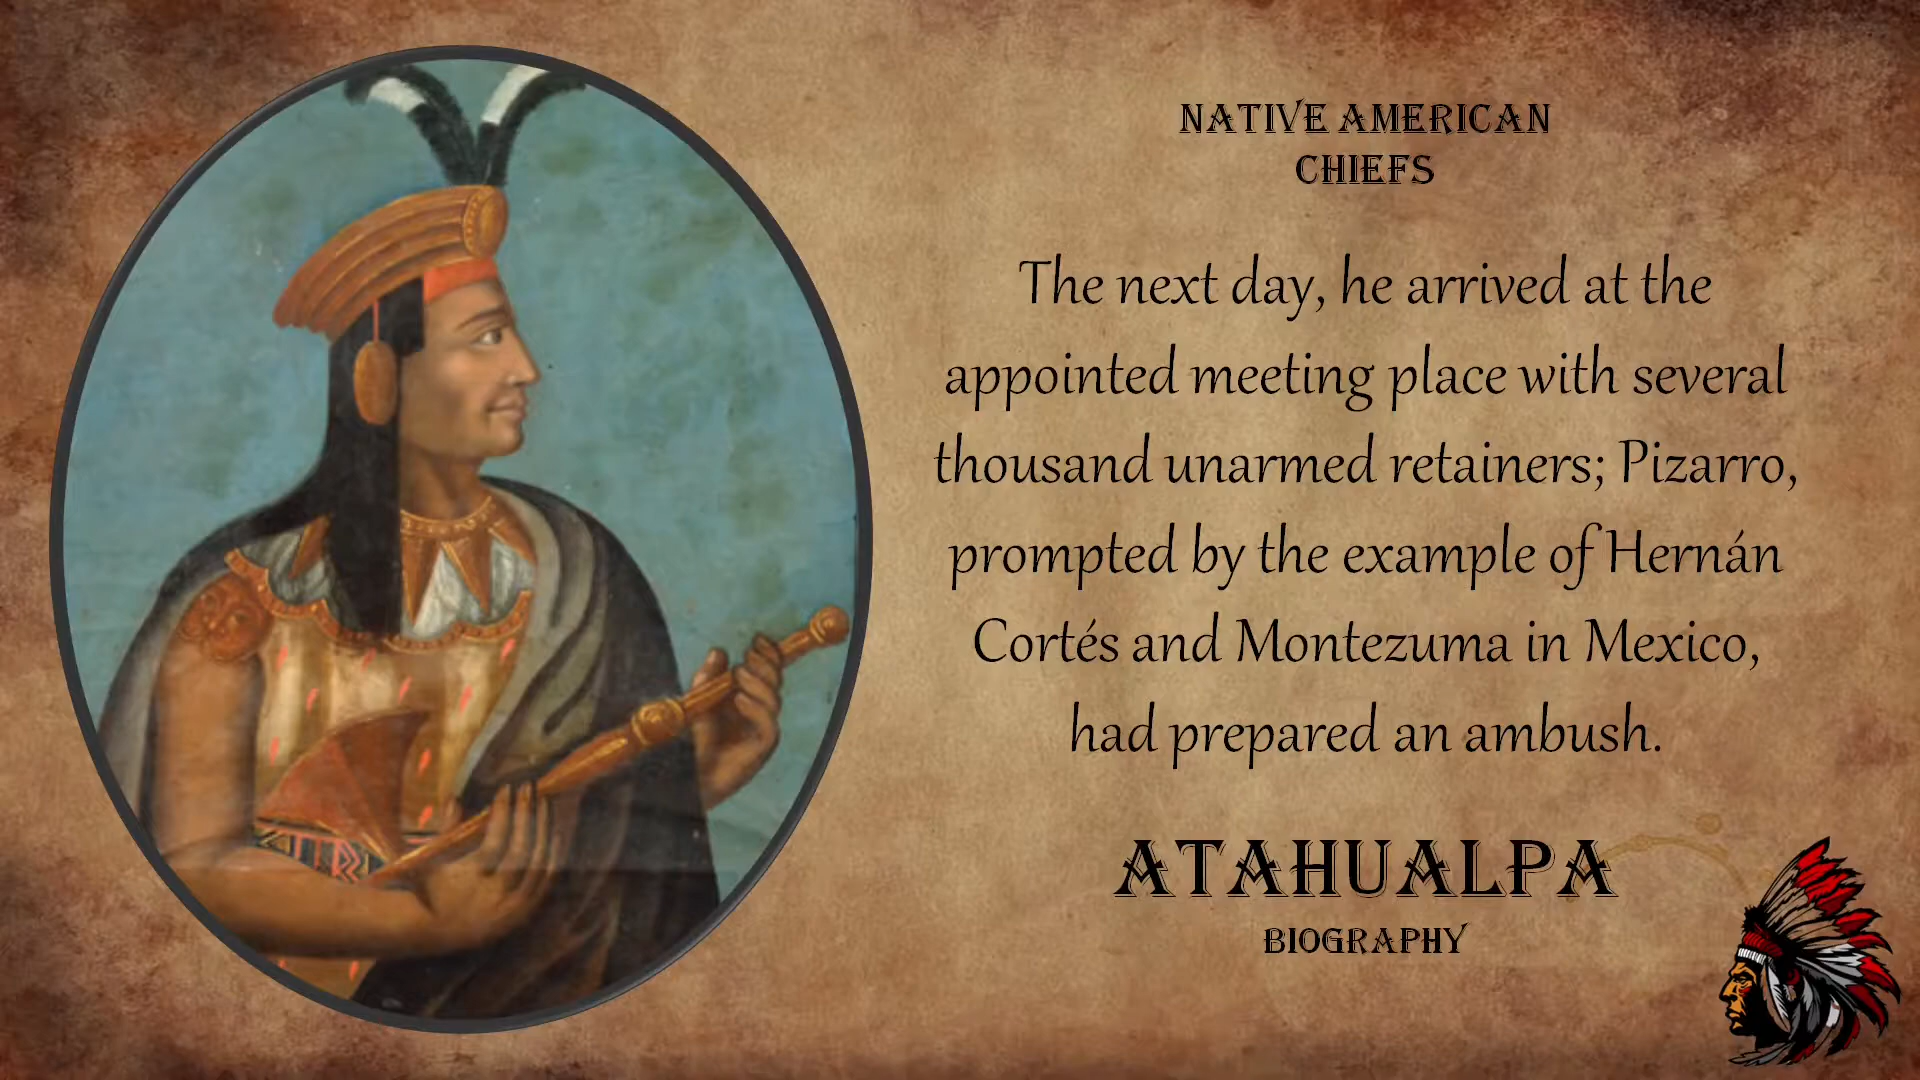 NATIVE AMERICAN
CHIEFS
The next day, he arrived at the
appointed meeting place with several
thousand unarmed retainers; Pizarro,
prompted by the example of Hernán
Cortés and Montezuma in Mexico,
had prepared an ambush.
ATAHUALPA
BIOGRAPHY